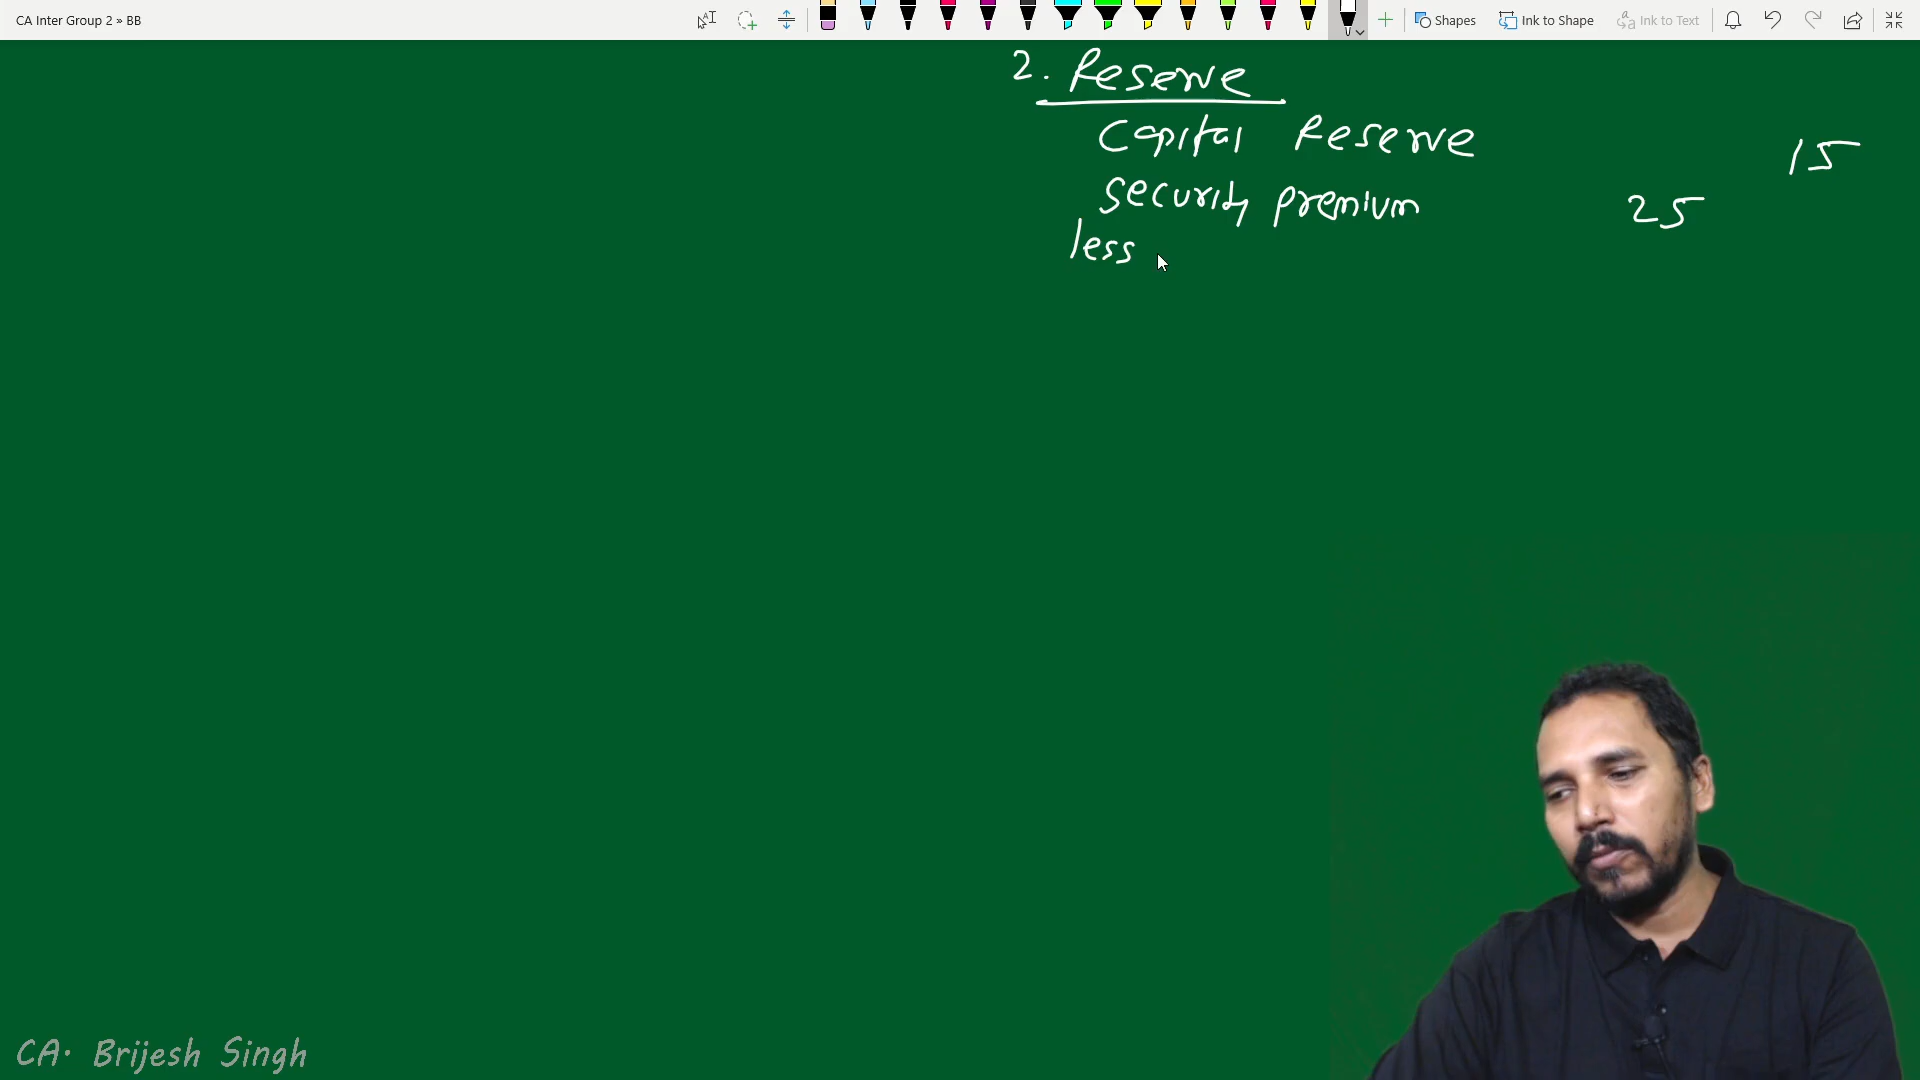 CA Inter Group 2 » BB
Shapes
Ink to Shape
Ink to Text
2. Reserve
Capital Reserve 15
Security premium 25
less
CA. Brijesh Singh